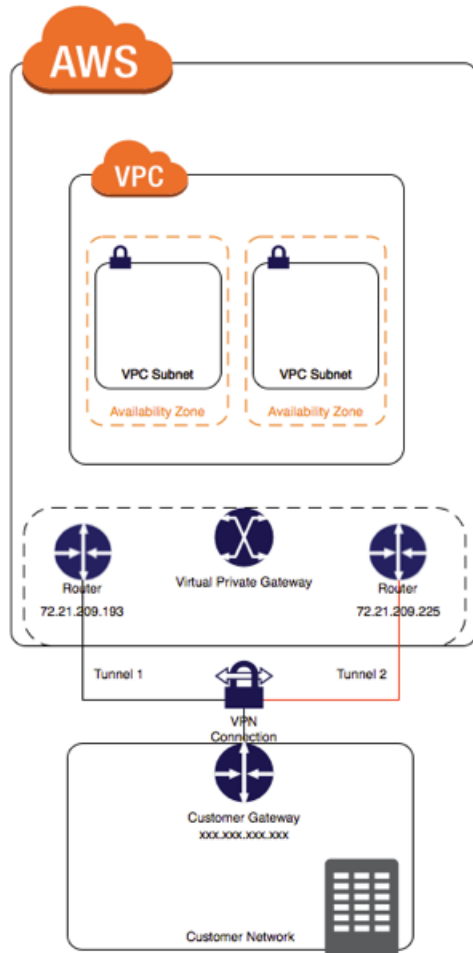 AWS
VPC
VPC Subnet
VPC Subnet
Availability Zone
Availability Zone
Router
72.21.209.193
Virtual Private Gateway
Router
72.21.209.225
Tunnel 1
Tunnel 2
VPN
Connection
Customer Gateway
xxx.xxx.xxx.xxx
Customer Network